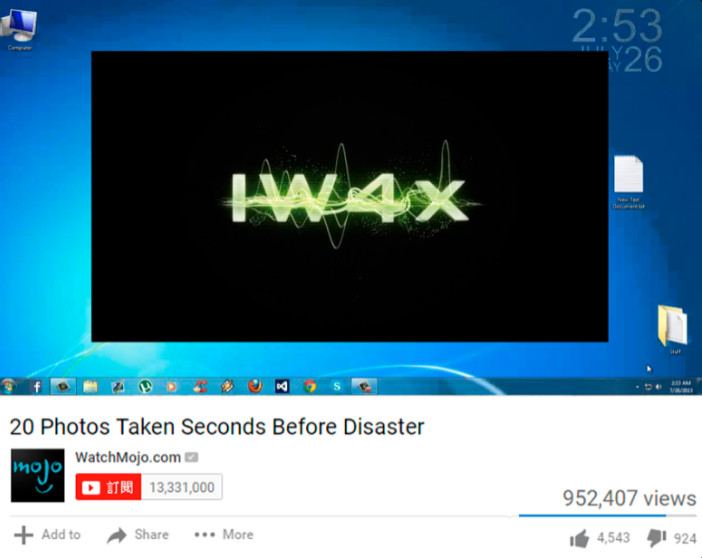 Computer
2:53
JULY
26
IW4x
New Text
Document.txt
Stuff
2:53 AM
7/26/2013
20 Photos Taken Seconds Before Disaster
mojo
WatchMojo.com
訂閱 13,331,000
952,407 views
Add to Share More
4,543 924